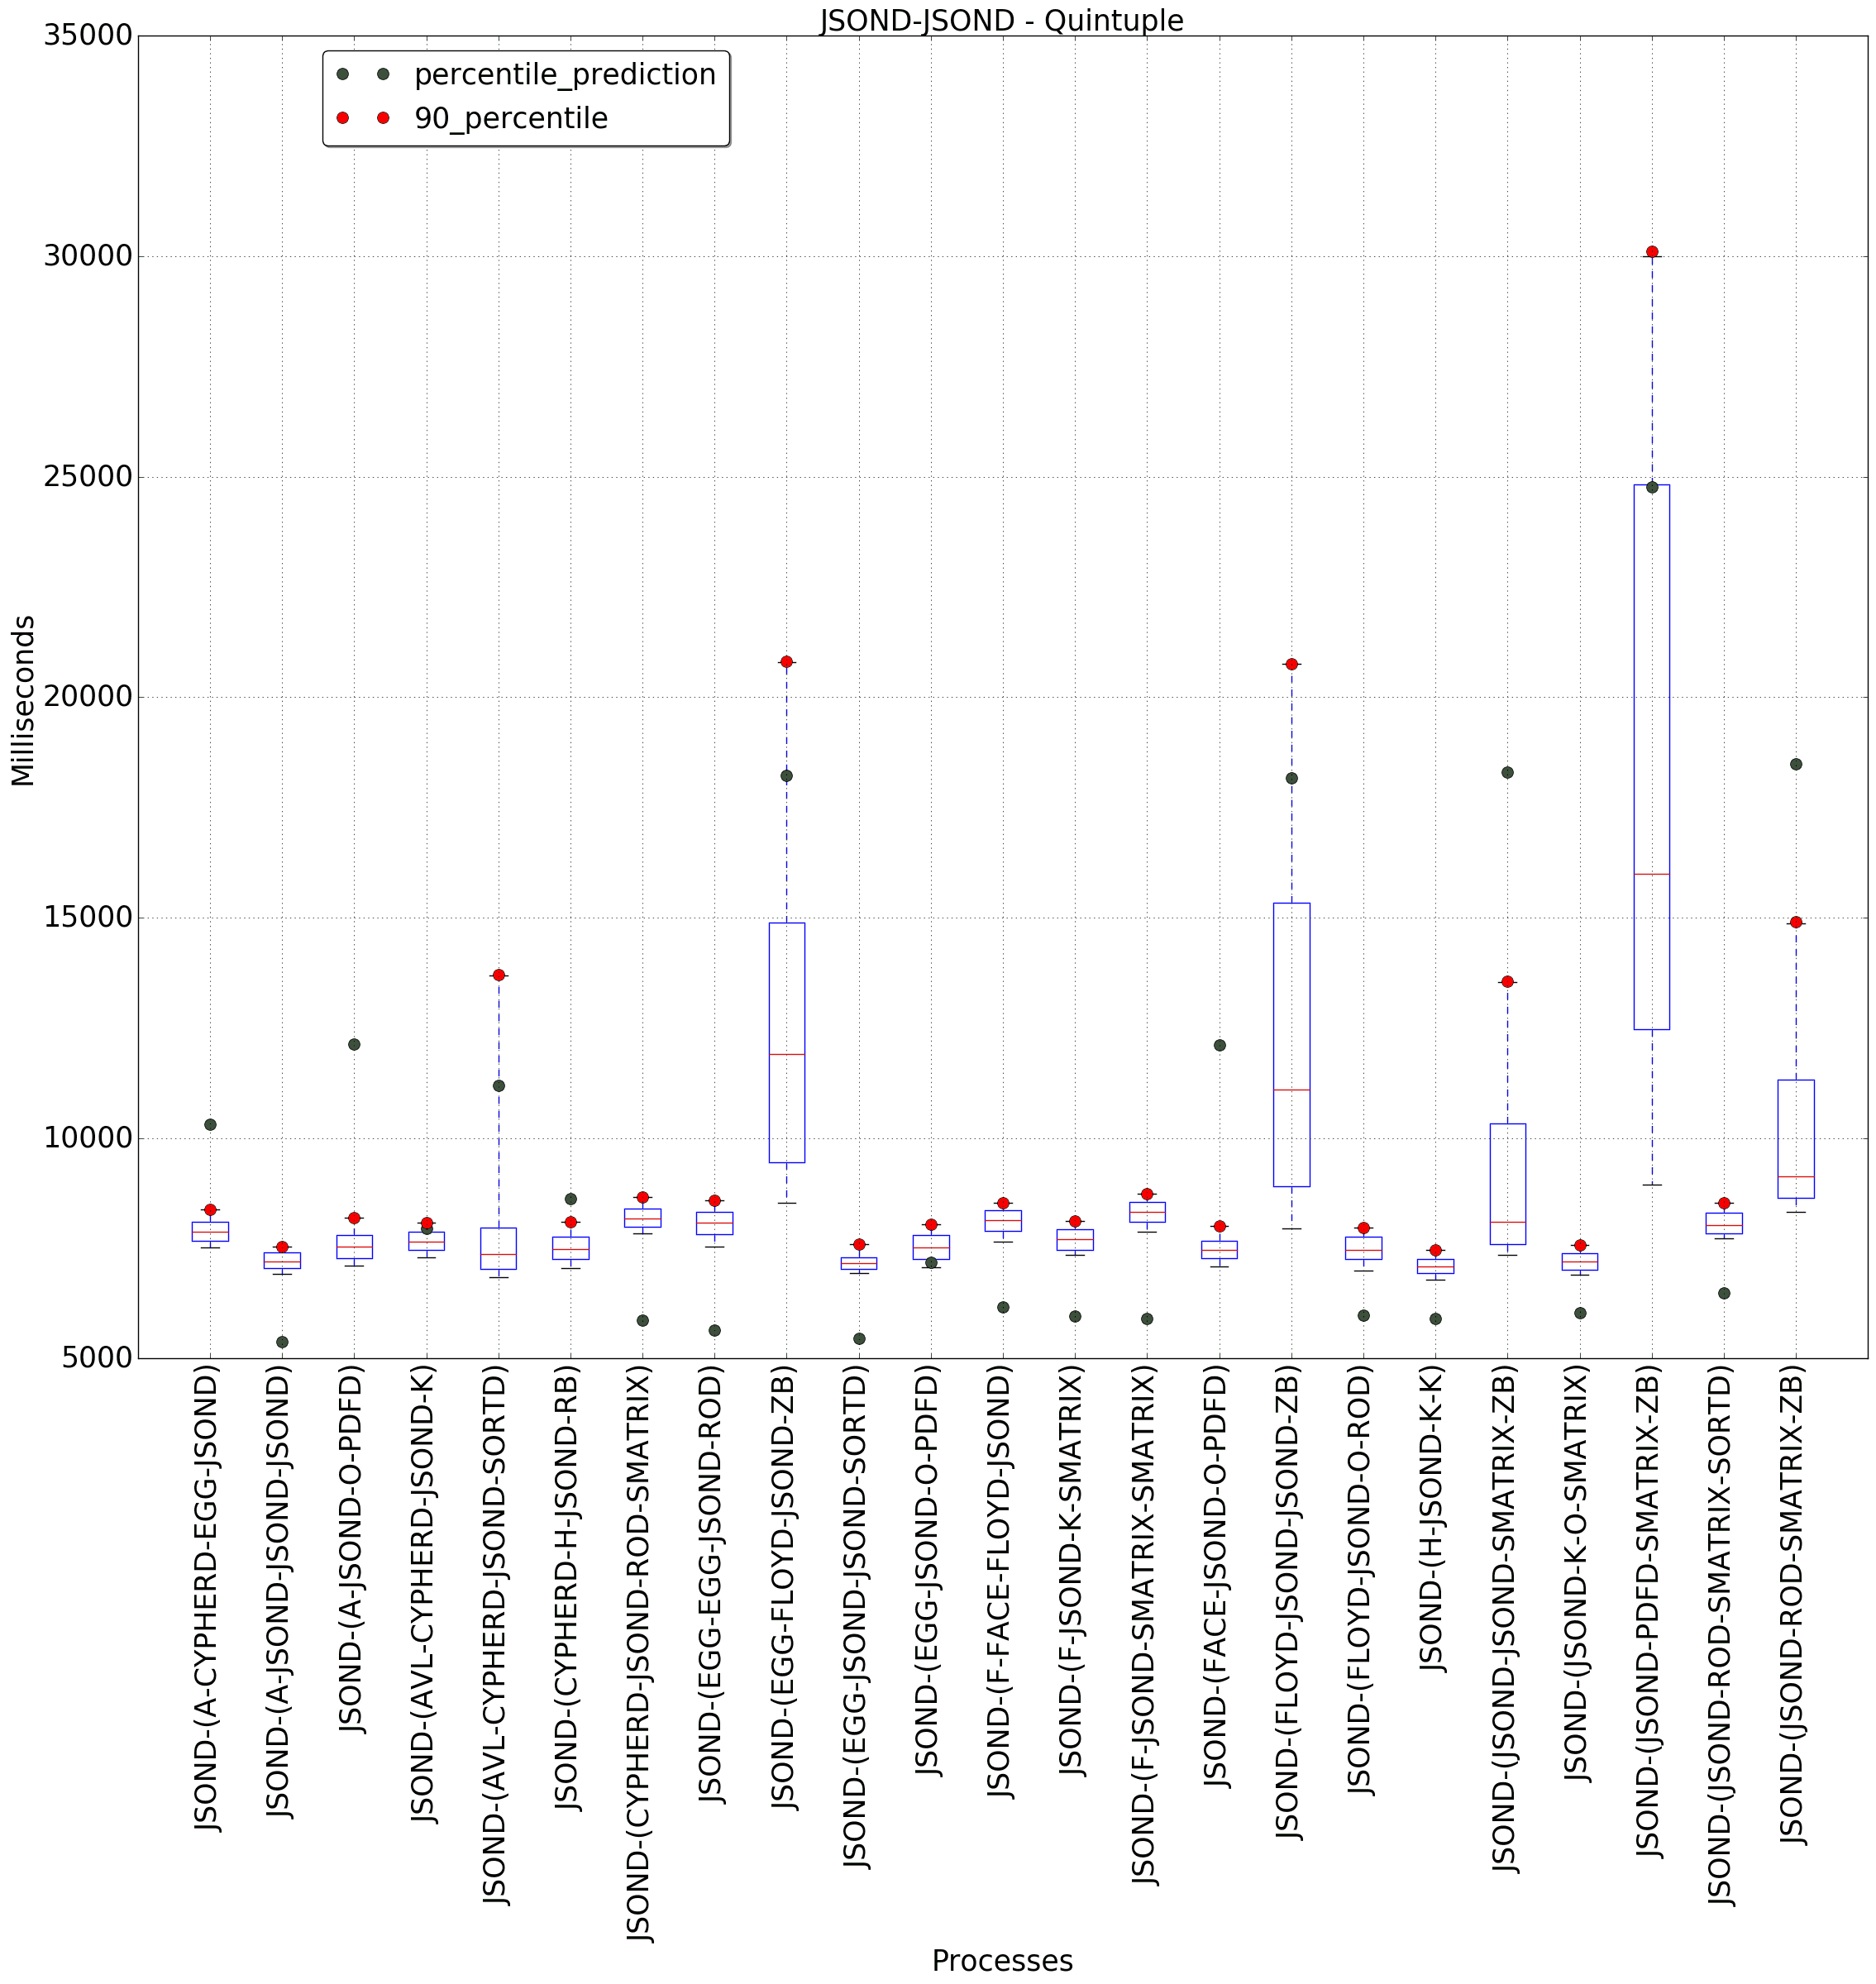 JSOND-JSOND - Quintuple
percentile_prediction
90_percentile
35000
30000
25000
20000
15000
10000
5000
Milliseconds
JSOND-(A-CYPHERD-EGG-JSOND)
JSOND-(A-JSOND-JSOND-JSOND)
JSOND-(A-JSOND-O-PDFD)
JSOND-(AVL-CYPHERD-JSOND-K)
JSOND-(AVL-CYPHERD-JSOND-SORTD)
JSOND-(CYPHERD-H-JSOND-RB)
JSOND-(CYPHERD-JSOND-ROD-SMATRIX)
JSOND-(EGG-EGG-JSOND-ROD)
JSOND-(EGG-FLOYD-JSOND-ZB)
JSOND-(EGG-JSOND-JSOND-SORTD)
JSOND-(EGG-JSOND-O-PDFD)
JSOND-(F-FACE-FLOYD-JSOND)
JSOND-(F-JSOND-K-SMATRIX)
JSOND-(F-JSOND-SMATRIX-SMATRIX)
JSOND-(FACE-JSOND-O-PDFD)
JSOND-(FLOYD-JSOND-JSOND-ZB)
JSOND-(FLOYD-JSOND-O-ROD)
JSOND-(H-JSOND-K-K)
JSOND-(JSOND-JSOND-SMATRIX-ZB)
JSOND-(JSOND-K-O-SMATRIX)
JSOND-(JSOND-PDFD-SMATRIX-ZB)
JSOND-(JSOND-ROD-SMATRIX-SORTD)
JSOND-(JSOND-ROD-SMATRIX-ZB)
Processes